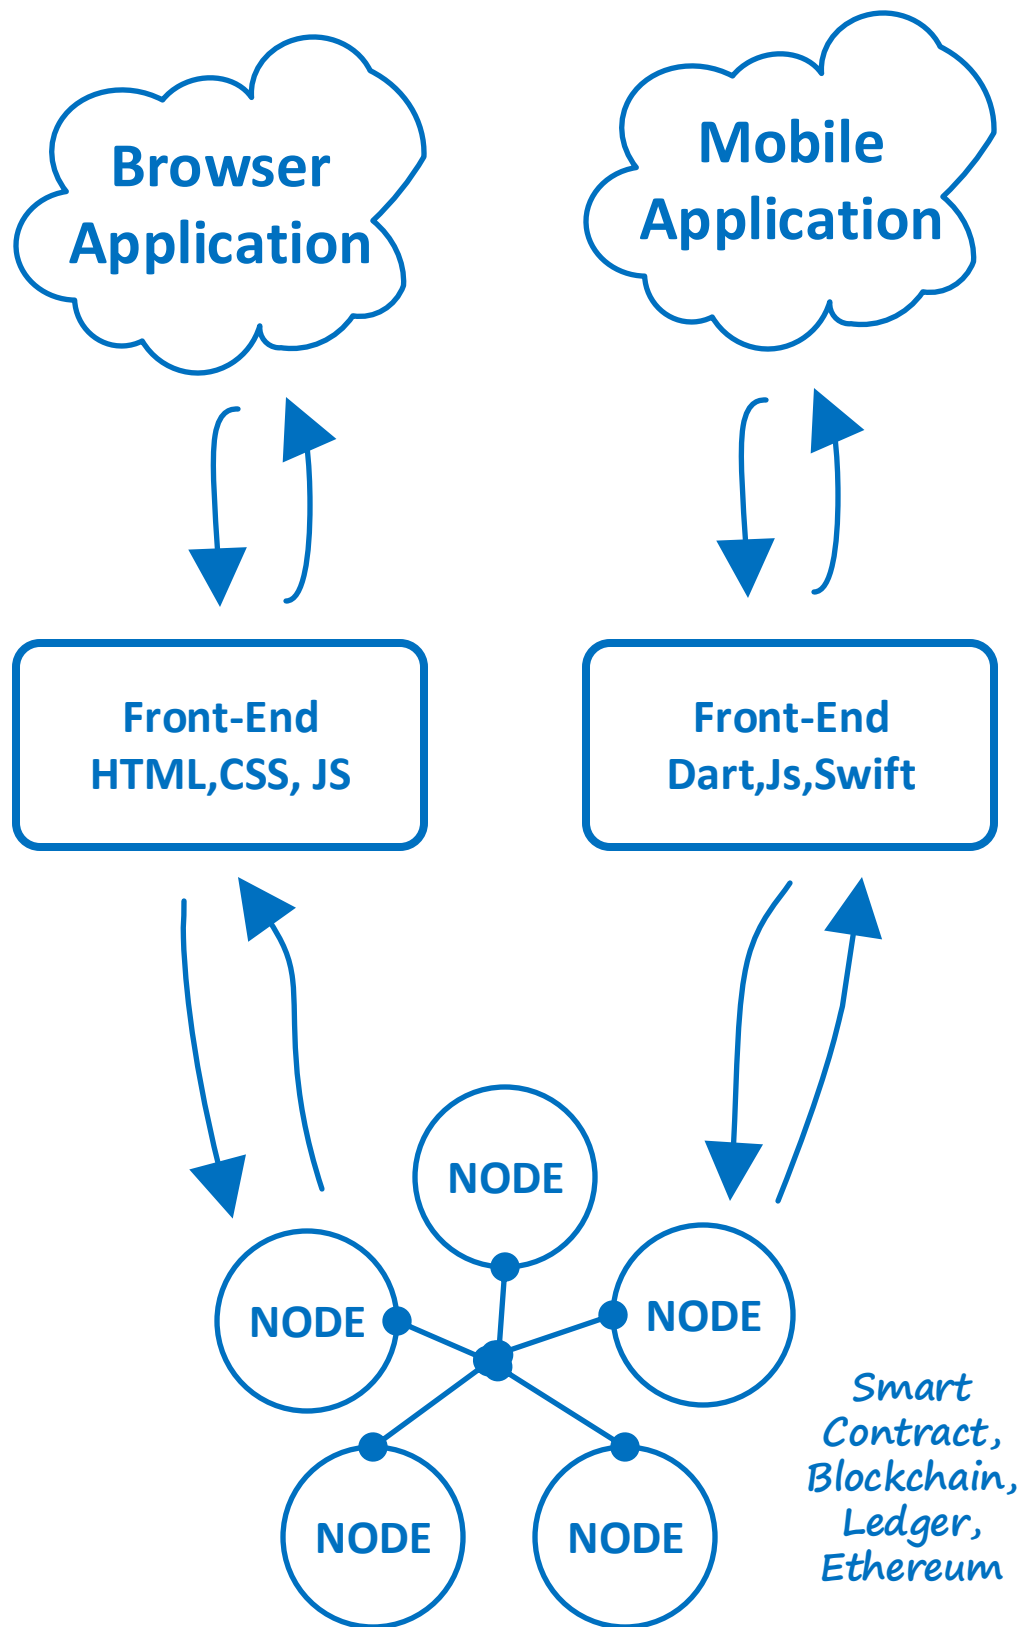 Browser
Application
Mobile
Application
Front-End
HTML,CSS, JS
Front-End
Dart,Js,Swift
NODE
NODE
NODE
NODE
NODE
Smart
Contract,
Blockchain,
Ledger,
Ethereum